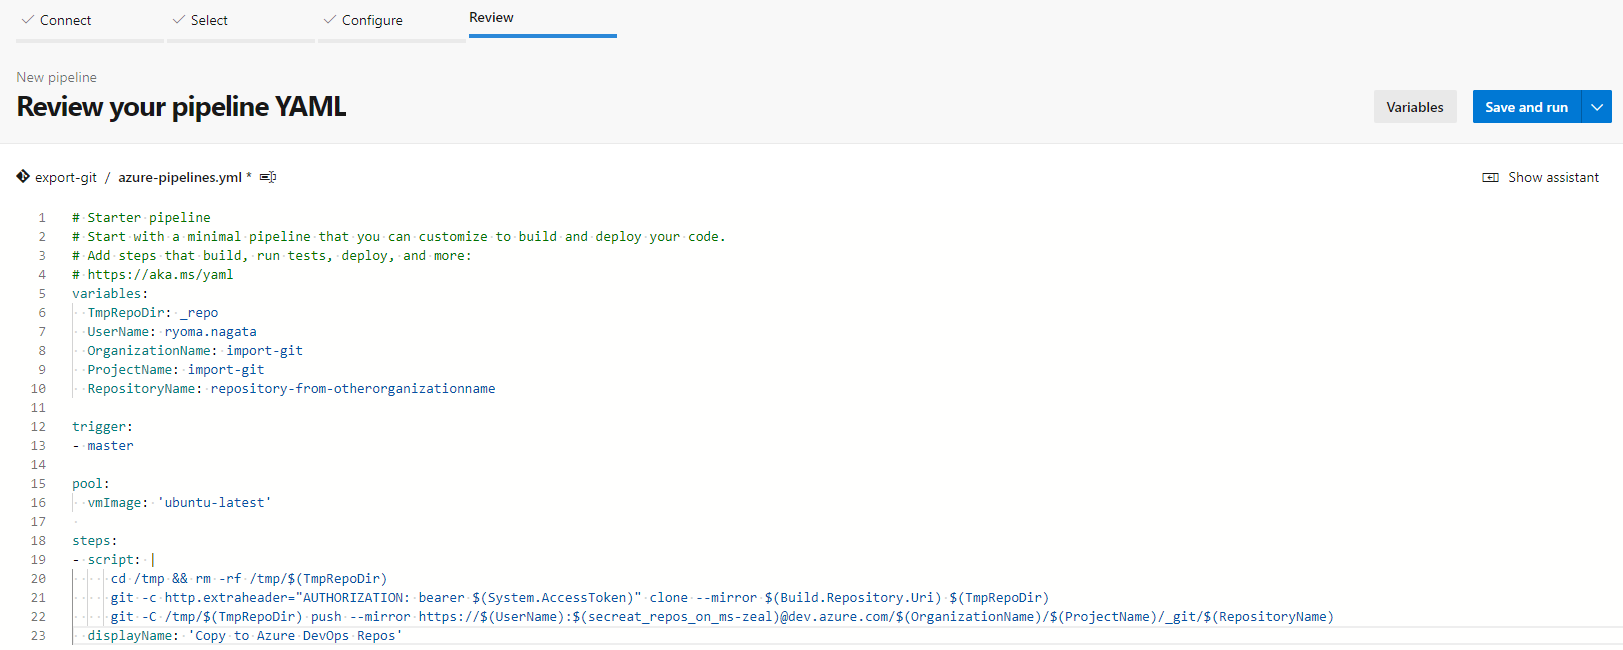 Connect Select Configure Review
New pipeline
Review your pipeline YAML
Variables Save and run
export-git / azure-pipelines.yml *
Show assistant
1 # Starter pipeline
2 # Start with a minimal pipeline that you can customize to build and deploy your code.
3 # Add steps that build, run tests, deploy, and more:
4 # https://aka.ms/yaml
5 variables:
6   TmpRepoDir: _repo
7   UserName: ryoma.nagata
8   OrganizationName: import-git
9   ProjectName: import-git
10   RepositoryName: repository-from-otherorganizationname
11
12 trigger:
13 - master
14
15 pool:
16   vmImage: 'ubuntu-latest'
17
18 steps:
19 - script: |
20     cd /tmp && rm -rf /tmp/$(TmpRepoDir)
21     git -c http.extraheader="AUTHORIZATION: bearer $(System.AccessToken)" clone --mirror $(Build.Repository.Uri) $(TmpRepoDir)
22     git -C /tmp/$(TmpRepoDir) push --mirror https://$(UserName):$(secreat_repos_on_ms-zeal)@dev.azure.com/$(OrganizationName)/$(ProjectName)/_git/$(RepositoryName)
23   displayName: 'Copy to Azure DevOps Repos'